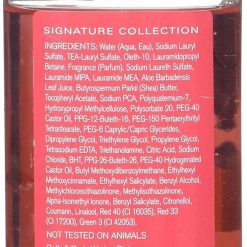 SIGNATURE COLLECTION
INGREDIENTS: Water (Aqua, Eau), Sodium Lauryl
Sulfate, TEA-Lauryl Sulfate, Oleth-10, Lauramidopropyl
Betaine, Fragrance (Parfum), Sodium Laureth Sulfate,
Lauramide MIPA, Lauramide MEA, Aloe Barbadensis
Leaf Juice, Butyrospermum Parkii (Shea) Butter,
Tocopheryl Acetate, Sodium PCA, Polyquaternium-7,
Hydroxypropyl Methylcellulose, Polysorbate 20, PEG-40
Castor Oil, PPG-12-Buteth-16, PEG-150 Pentaerythrityl
Tetrastearate, PEG-6 Caprylic/Capric Glycerides,
Dipropylene Glycol, Triethylene Glycol, Propylene Glycol,
Tetrasodium EDTA, Triethanolamine, Citric Acid, Sodium
Chloride, BHT, PPG-26-Buteth-26, PEG-40 Hydrogenated
Castor Oil, Butyl Methoxydibenzoylmethane, Ethylhexyl
Methoxycinnamate, Ethylhexyl Salicylate, Benzyl Alcohol,
Methylchloroisothiazolinone, Methylisothiazolinone,
Alpha-Isomethyl Ionone, Benzyl Salicylate, Citronellol,
Coumarin, Linalool, Red 40 (CI 16035), Red 33
(CI 17200), Green 3 (CI 42053).
NOT TESTED ON ANIMALS